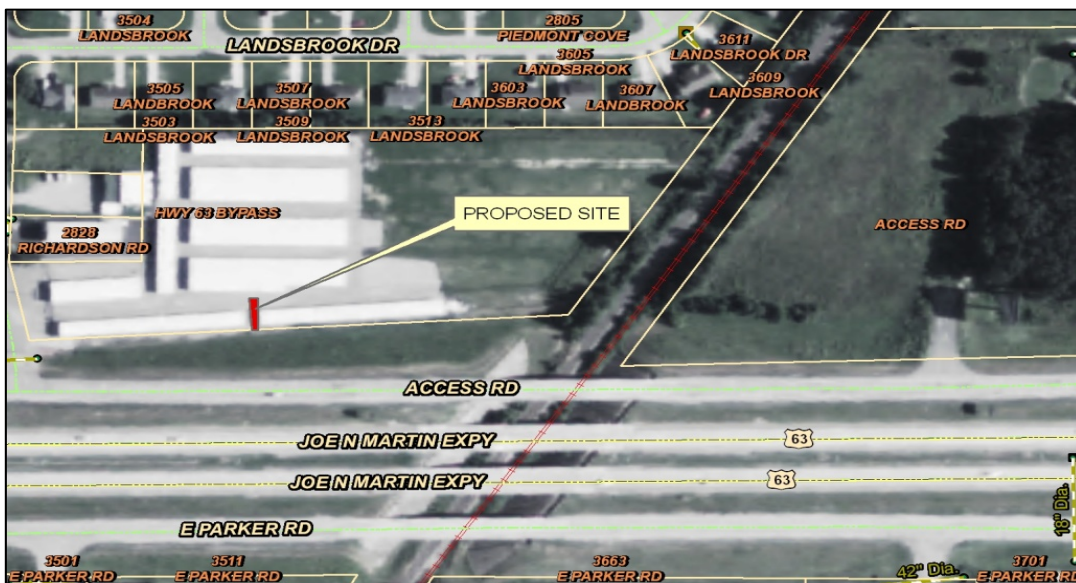 3504
LANDSBROOK
2805
PIEDMONT COVE
LANDSBROOK DR
3611
LANDSBROOK DR
3605
LANDSBROOK
3609
LANDSBROOK
3505
LANDBROOK
3507
LANDBROOK
3603
LANDBROOK
3607
LANDBROOK
3503
LANDSBROOK
3509
LANDSBROOK
3513
LANDSBROOK
HWY 63 BYPASS
PROPOSED SITE
2828
RICHARDSON RD
ACCESS RD
ACCESS RD
JOE N MARTIN EXPY
63
JOE N MARTIN EXPY
63
E PARKER RD
18" Dia.
3501
E PARKER RD
3511
E PARKER RD
3663
E PARKER RD
42" Dia.
3701
E PARKER RD